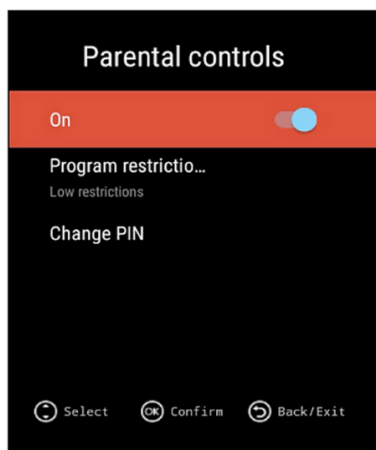 Parental controls
On
Program restrictio...
Low restrictions
Change PIN
Select OK Confirm Back/Exit